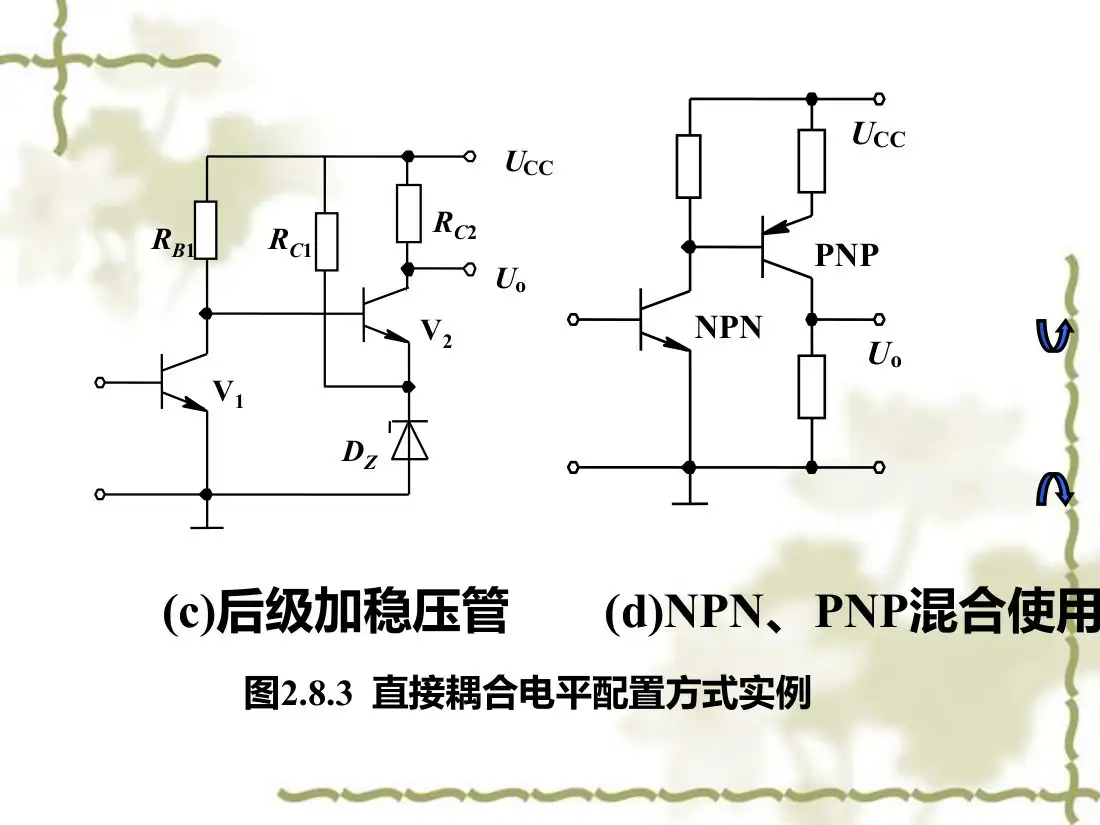 UCC
RB1
RC1
RC2
Uo
V2
V1
DZ
UCC
PNP
NPN
Uo
(c)后级加稳压管
(d)NPN、PNP混合使用
图2.8.3 直接耦合电平配置方式实例